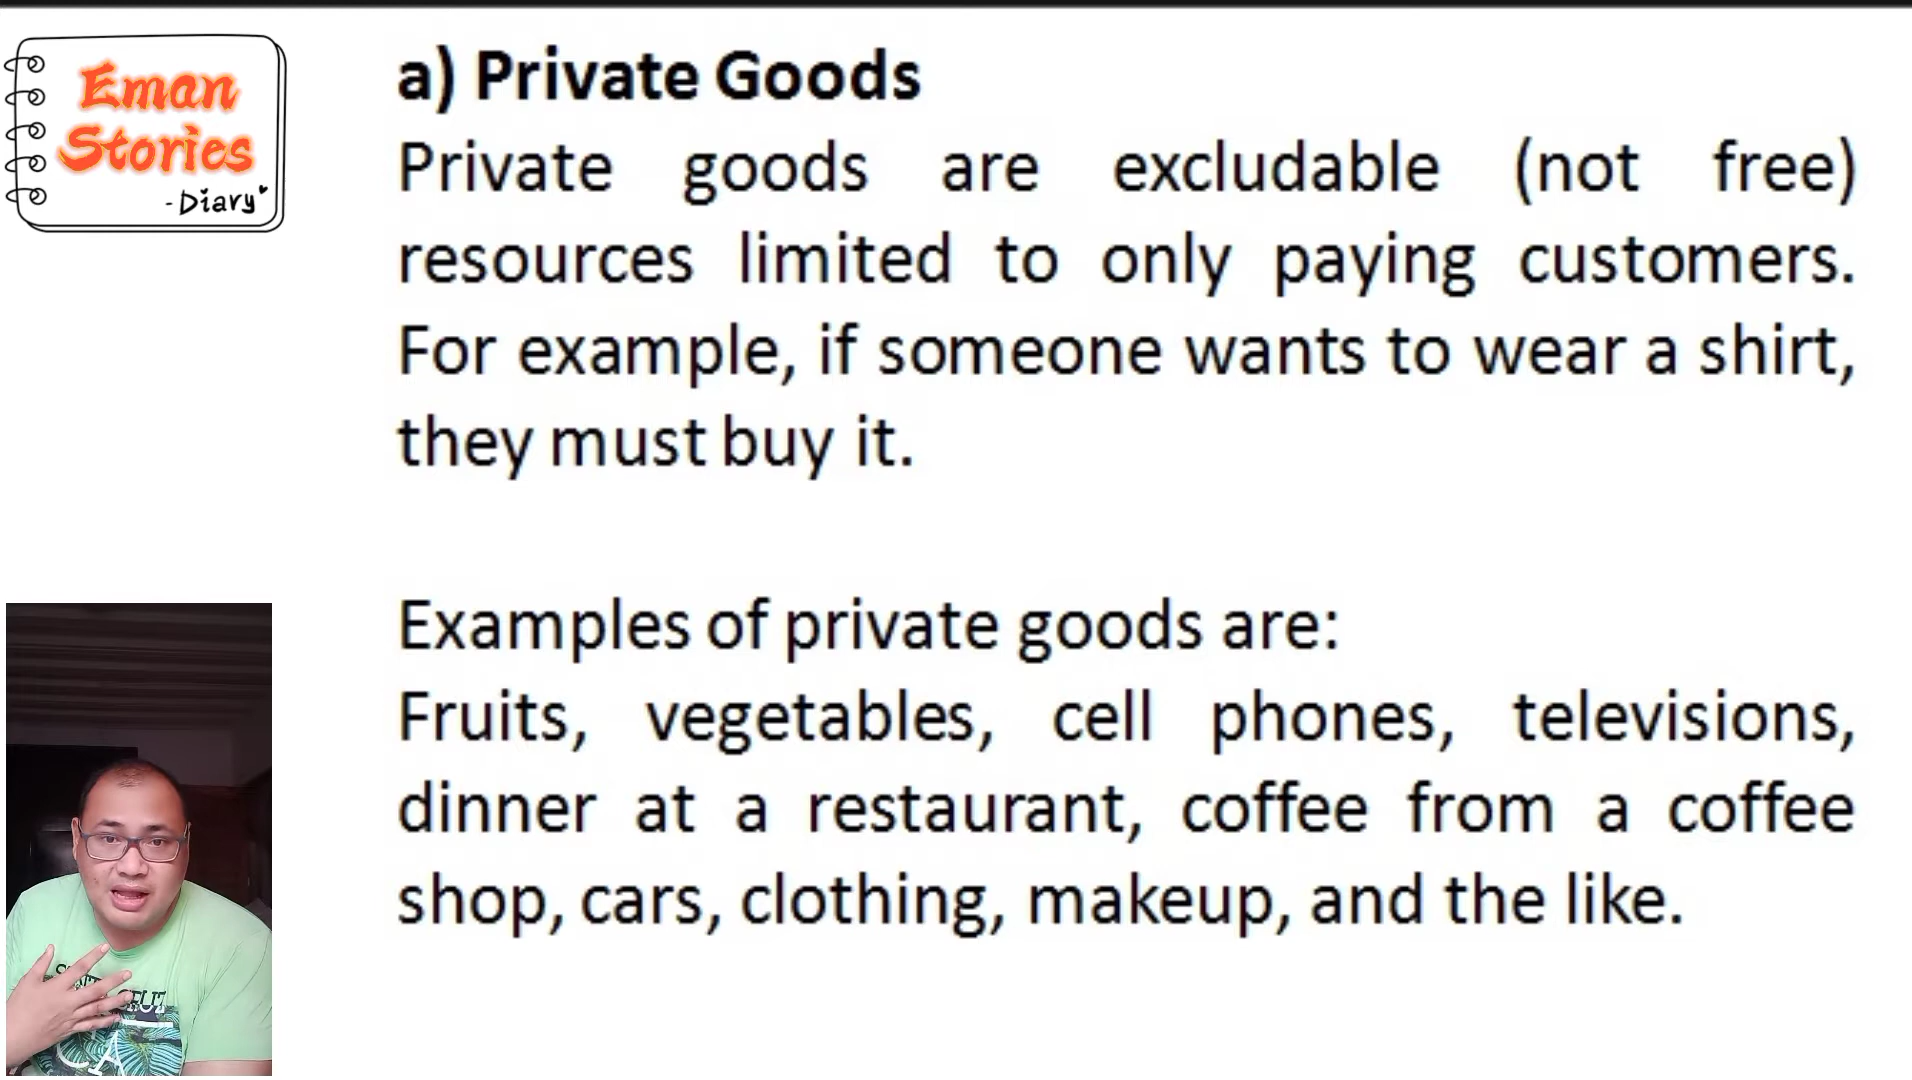 Eman
Stories
-Diary
a) Private Goods
Private goods are excludable (not free)
resources limited to only paying customers.
For example, if someone wants to wear a shirt,
they must buy it.
Examples of private goods are:
Fruits, vegetables, cell phones, televisions,
dinner at a restaurant, coffee from a coffee
shop, cars, clothing, makeup, and the like.
CRUZ
CA